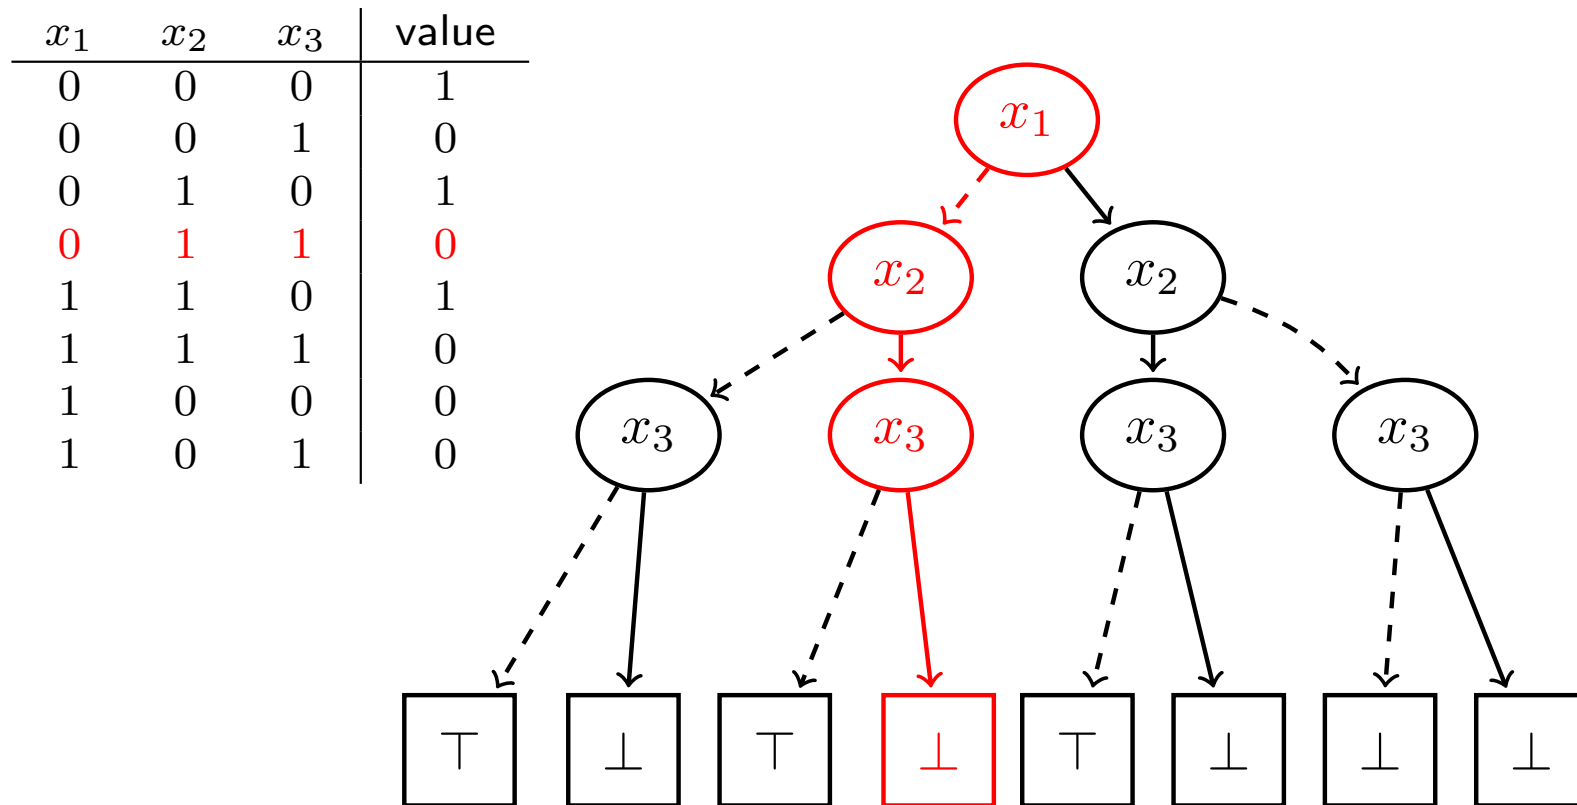 x₁ x₂ x₃ value
0 0 0 1
0 0 1 0
0 1 0 1
0 1 1 0
1 1 0 1
1 1 1 0
1 0 0 0
1 0 1 0
x₁
x₂ x₂
x₃ x₃ x₃ x₃
⊤ ⊥ ⊤ ⊥ ⊤ ⊥ ⊥ ⊥